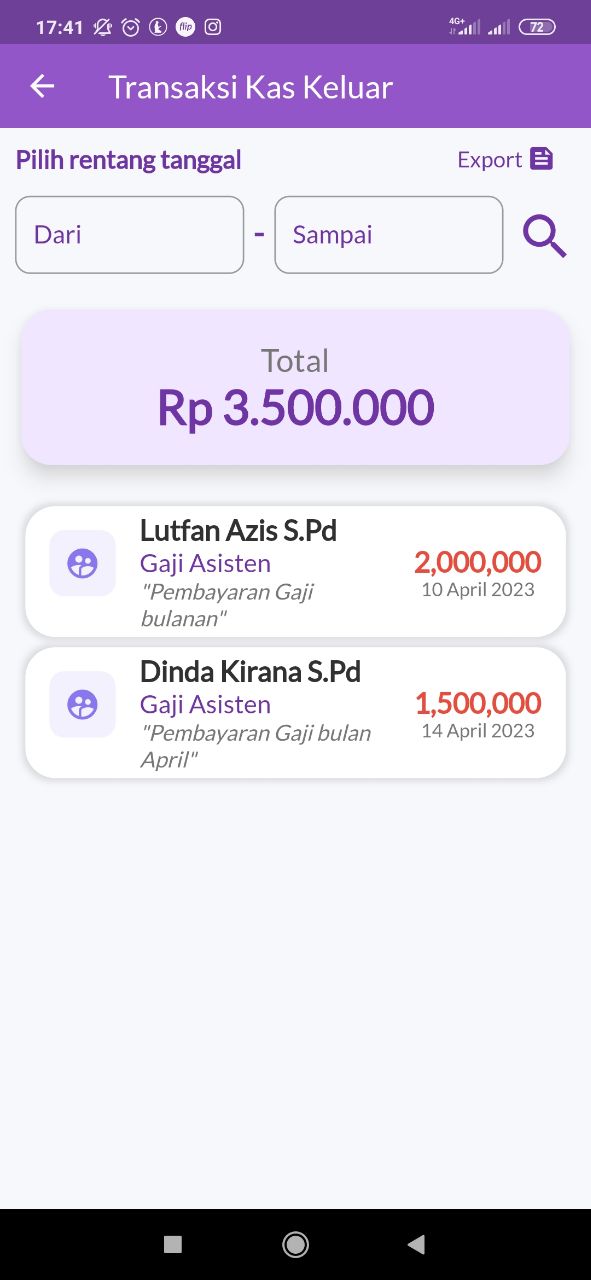 17:41 flip 4G+ 72
Transaksi Kas Keluar
Pilih rentang tanggal Export
Dari - Sampai
Total
Rp 3.500.000
Lutfan Azis S.Pd
Gaji Asisten
"Pembayaran Gaji
bulanan"
2,000,000
10 April 2023
Dinda Kirana S.Pd
Gaji Asisten
"Pembayaran Gaji bulan
April"
1,500,000
14 April 2023